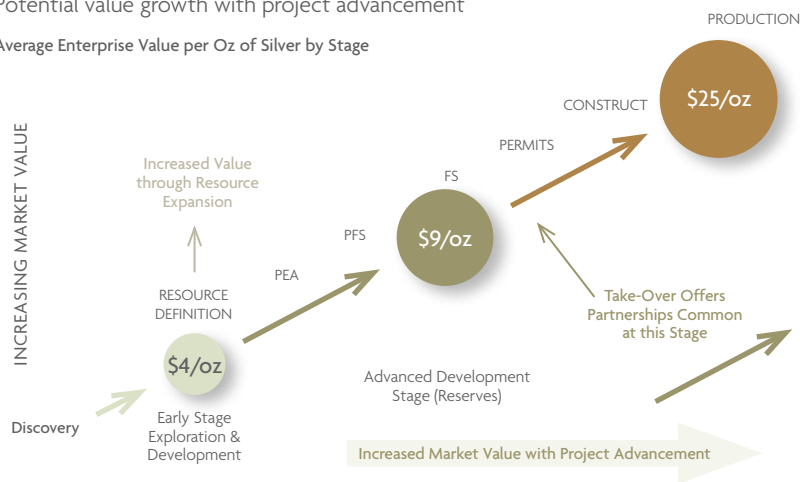 Potential value growth with project advancement
Average Enterprise Value per Oz of Silver by Stage
PRODUCTION
$25/oz
CONSTRUCT
PERMITS
INCREASING MARKET VALUE
Increased Value
through Resource
Expansion
FS
$9/oz
PFS
PEA
RESOURCE
DEFINITION
$4/oz
Take-Over Offers
Partnerships Common
at this Stage
Advanced Development
Stage (Reserves)
Discovery
Early Stage
Exploration &
Development
Increased Market Value with Project Advancement